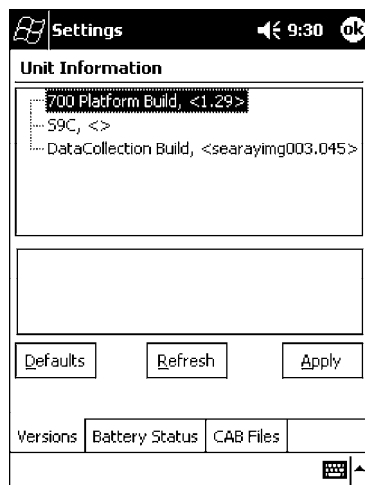 Settings 9:30 ok
Unit Information
700 Platform Build, <1.29>
S9C, <>
DataCollection Build, <searayimg003.045>
Defaults Refresh Apply
Versions Battery Status CAB Files